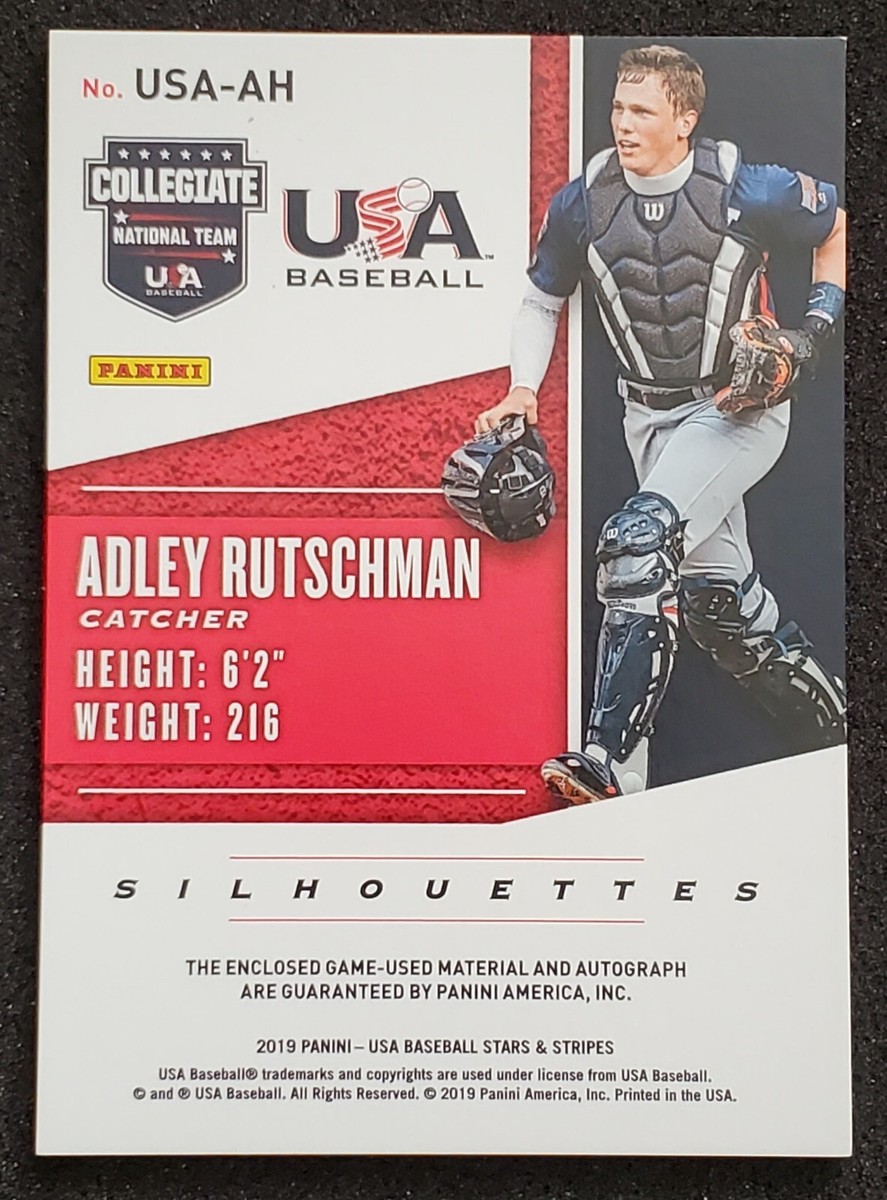 No. USA-AH
COLLEGIATE
NATIONAL TEAM
USA
BASEBALL
USA™
BASEBALL
PANINI
ADLEY RUTSCHMAN
CATCHER
HEIGHT: 6'2"
WEIGHT: 216
SILHOUETTES
THE ENCLOSED GAME-USED MATERIAL AND AUTOGRAPH
ARE GUARANTEED BY PANINI AMERICA, INC.
2019 PANINI – USA BASEBALL STARS & STRIPES
USA Baseball® trademarks and copyrights are used under license from USA Baseball.
© and ® USA Baseball. All Rights Reserved. © 2019 Panini America, Inc. Printed in the USA.